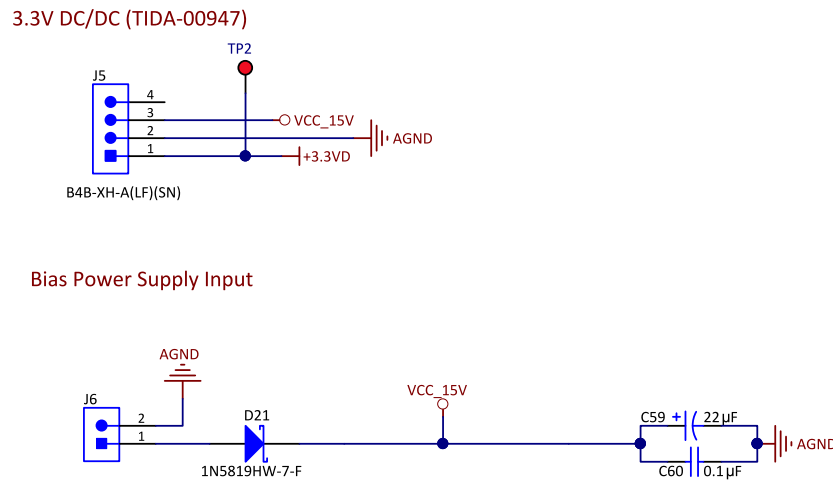 3.3V DC/DC (TIDA-00947)
TP2
J5
4
3
VCC_15V
2
AGND
1
+3.3VD
B4B-XH-A(LF)(SN)
Bias Power Supply Input
AGND
VCC_15V
J6
D21
C59
+
22µF
2
1
AGND
1N5819HW-7-F
C60
0.1µF